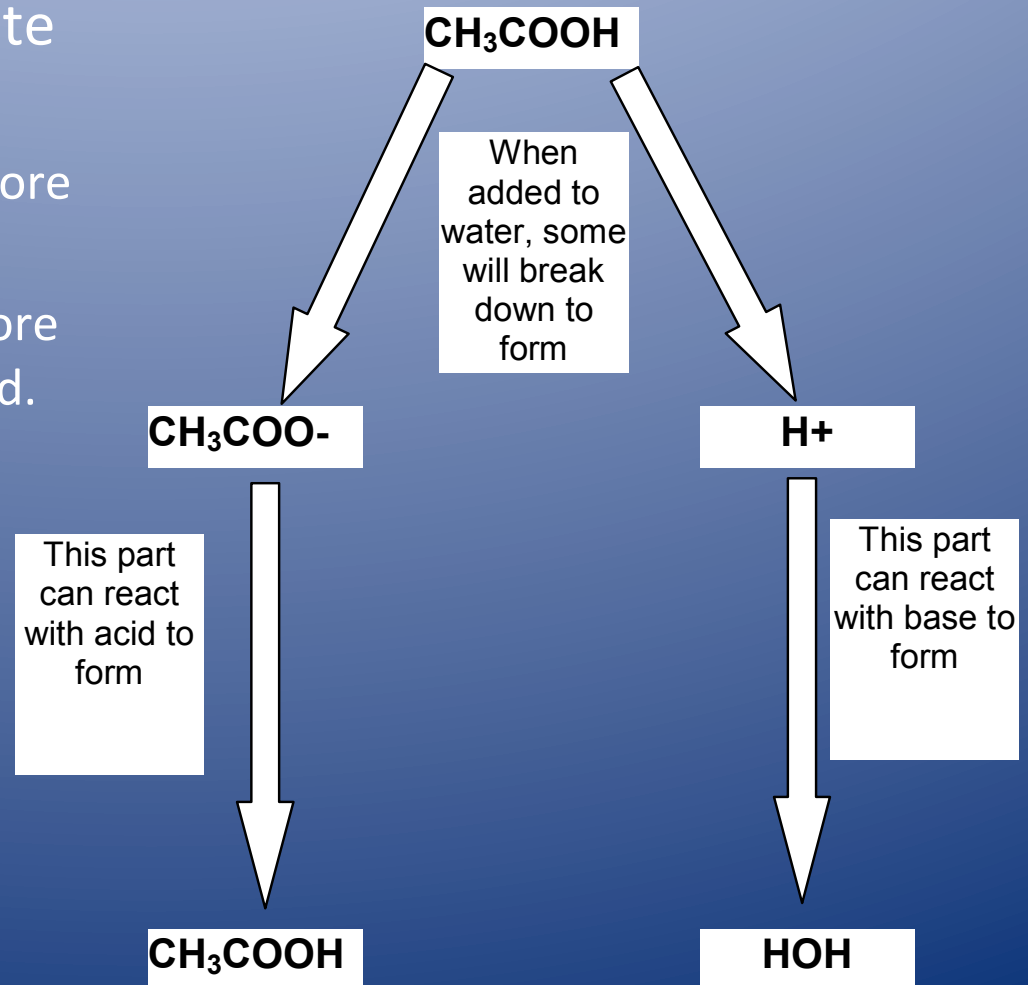 te
CH₃COOH
ore
ore
d.
When
added to
water, some
will break
down to
form
CH₃COO-
H+
This part
can react
with acid to
form
This part
can react
with base to
form
CH₃COOH
HOH